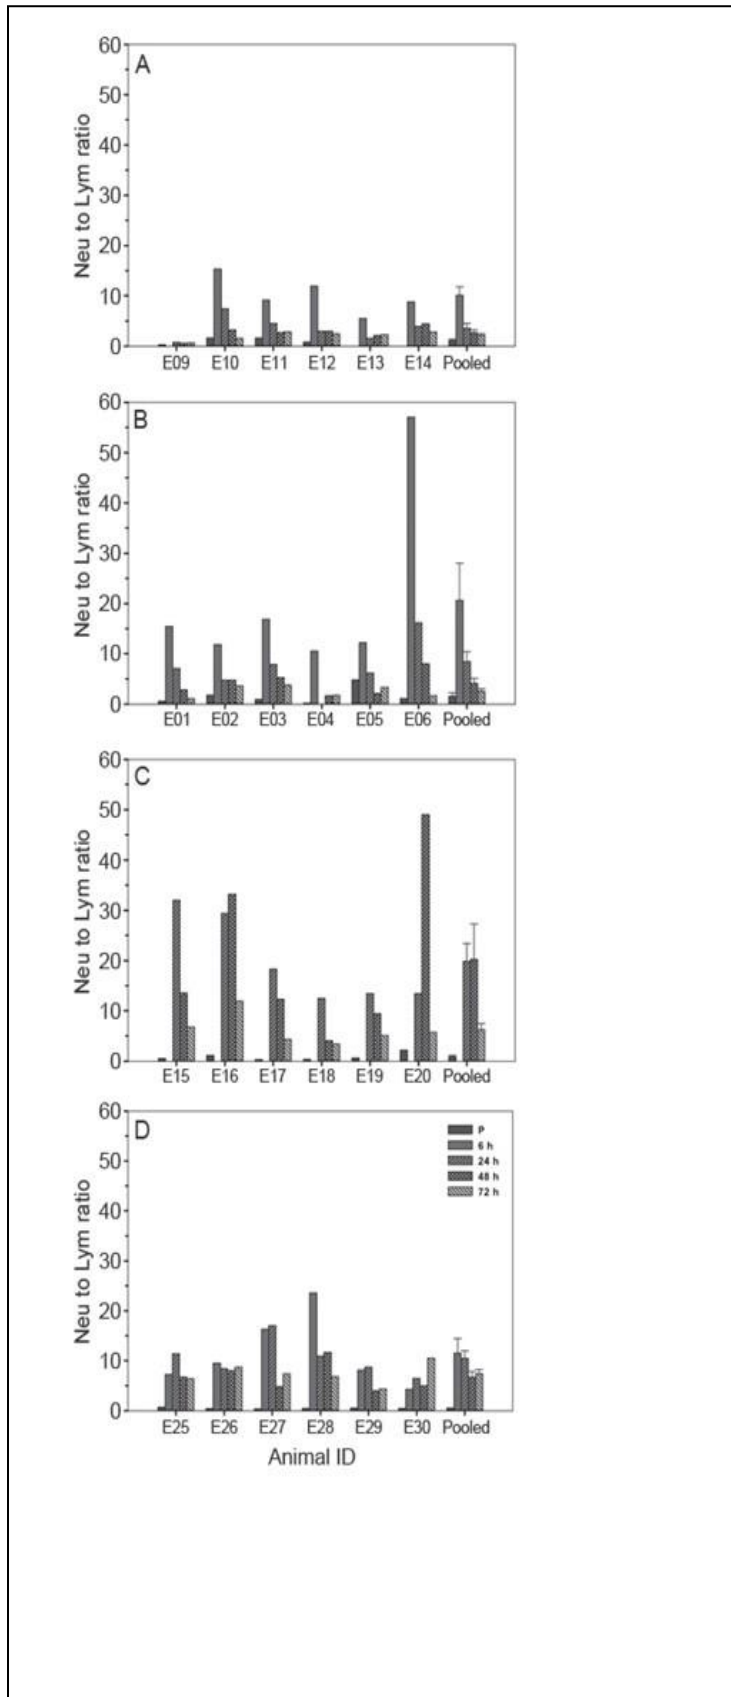 A
60
50
40
30
20
10
0
Neu to Lym ratio
E09 E10 E11 E12 E13 E14 Pooled
B
60
50
40
30
20
10
0
Neu to Lym ratio
E01 E02 E03 E04 E05 E06 Pooled
C
60
50
40
30
20
10
0
Neu to Lym ratio
E15 E16 E17 E18 E19 E20 Pooled
D
60
50
40
30
20
10
0
Neu to Lym ratio
P
6 h
24 h
48 h
72 h
E25 E26 E27 E28 E29 E30 Pooled
Animal ID